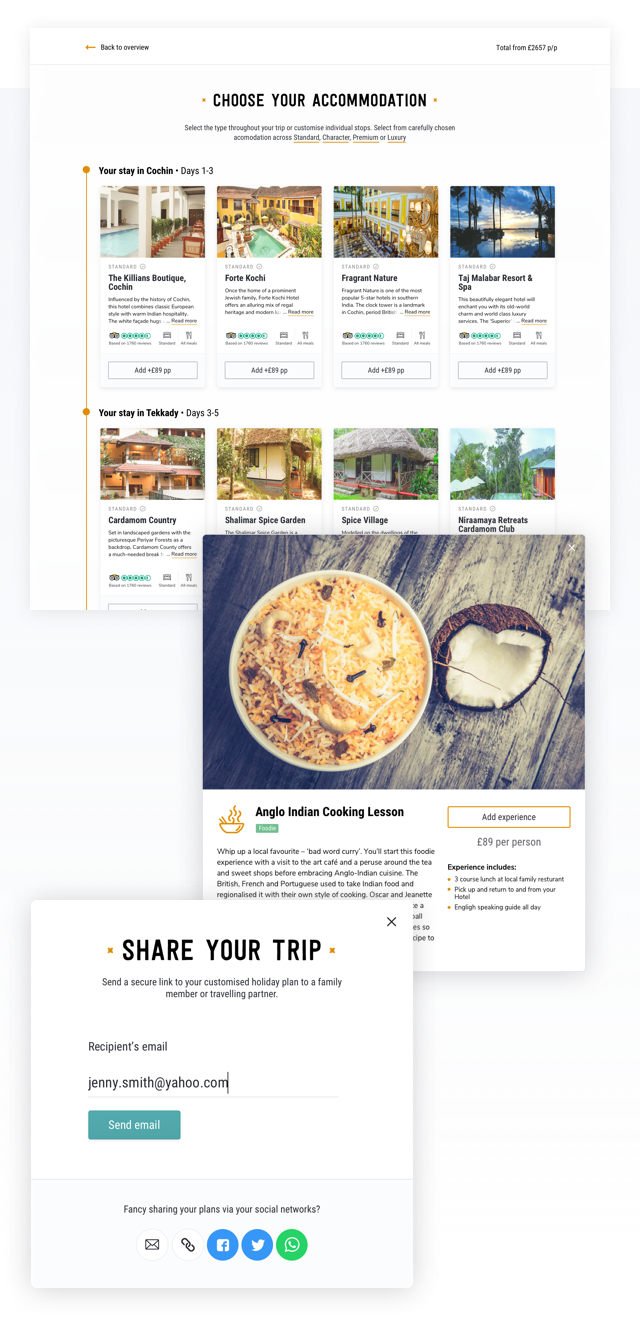 Back to overview
Total from £2657 p/p
CHOOSE YOUR ACCOMMODATION
Select the type throughout your trip or customise individual stops. Select from carefully chosen
acomodation across Standard, Character, Premium or Luxury
Your stay in Cochin • Days 1-3
STANDARD
The Killians Boutique,
Cochin
Influenced by the history of Cochin,
this hotel combines classic European
style with warm Indian hospitality.
The white façade hugs ... Read more
Based on 1760 reviews
Standard
All meals
Add +£89 pp
STANDARD
Forte Kochi
Once the home of a prominent
Jewish family, Forte Kochi Hotel
offers an alluring mix of regal
heritage and modern ... Read more
Based on 1760 reviews
Standard
All meals
Add +£89 pp
STANDARD
Fragrant Nature
Fragrant Nature is one of the most
popular 5-star hotels in southern
India. The clock tower is a landmark
in Cochin, period ... Read more
Based on 1760 reviews
Standard
All meals
Add +£89 pp
STANDARD
Taj Malabar Resort &
Spa
This beautifully elegant hotel will
enchant you with its old-world
charm and world class luxury
services. The 'Superior' ... Read more
Based on 1760 reviews
Standard
All meals
Add +£89 pp
Your stay in Tekkady • Days 3-5
STANDARD
Cardamom Country
Set in landscaped gardens with the
picturesque Periyar Forests as a
backdrop, Cardamom County offers
a much-needed break ... Read more
Based on 1760 reviews
Standard
All meals
STANDARD
Shalimar Spice Garden
The Shalimar Spice Garden is a
STANDARD
Spice Village
Modelled on the dwellings of the
STANDARD
Niraamaya Retreats
Cardamom Club
Anglo Indian Cooking Lesson
Foodie
Whip up a local favourite – 'bad word curry'. You'll start this foodie
experience with a visit to the art café and a peruse around the tea
and sweet shops before embracing Anglo-Indian cuisine. The
British, French and Portuguese used to take Indian food and
regionalised it with their own style of cooking. Oscar and Jeanette
a
ball
es so
cipe to
Add experience
£89 per person
Experience includes:
3 course lunch at local family resturant
Pick up and return to and from your
Hotel
Engligh speaking guide all day
SHARE YOUR TRIP
Send a secure link to your customised holiday plan to a family
member or travelling partner.
Recipient's email
jenny.smith@yahoo.com
Send email
Fancy sharing your plans via your social networks?